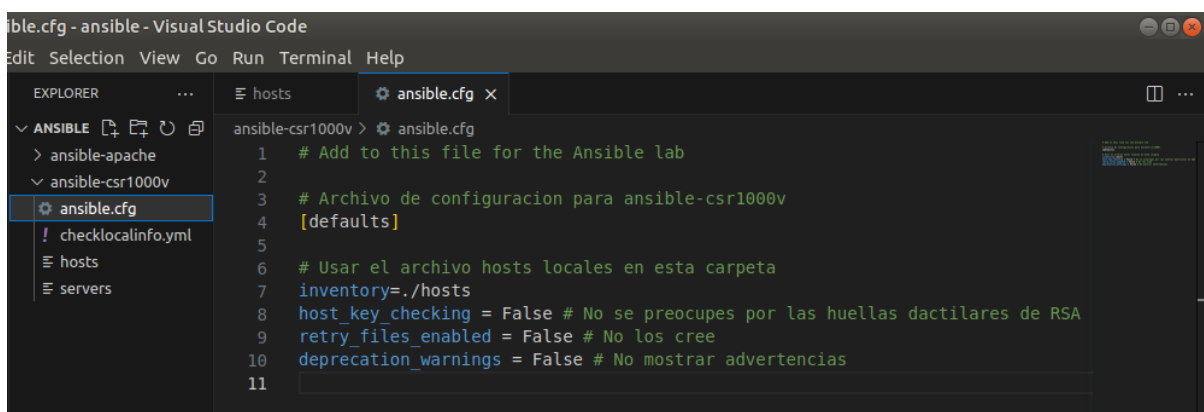 ible.cfg - ansible - Visual Studio Code
Edit Selection View Go Run Terminal Help
EXPLORER ...
hosts
ansible.cfg ×
...
ANSIBLE
ansible-csr1000v > ansible.cfg
ansible-apache
ansible-csr1000v
ansible.cfg
! checklocalinfo.yml
hosts
servers
1 # Add to this file for the Ansible lab
2
3 # Archivo de configuracion para ansible-csr1000v
4 [defaults]
5
6 # Usar el archivo hosts locales en esta carpeta
7 inventory=./hosts
8 host_key_checking = False # No se preocupes por las huellas dactilares de RSA
9 retry_files_enabled = False # No los cree
10 deprecation_warnings = False # No mostrar advertencias
11